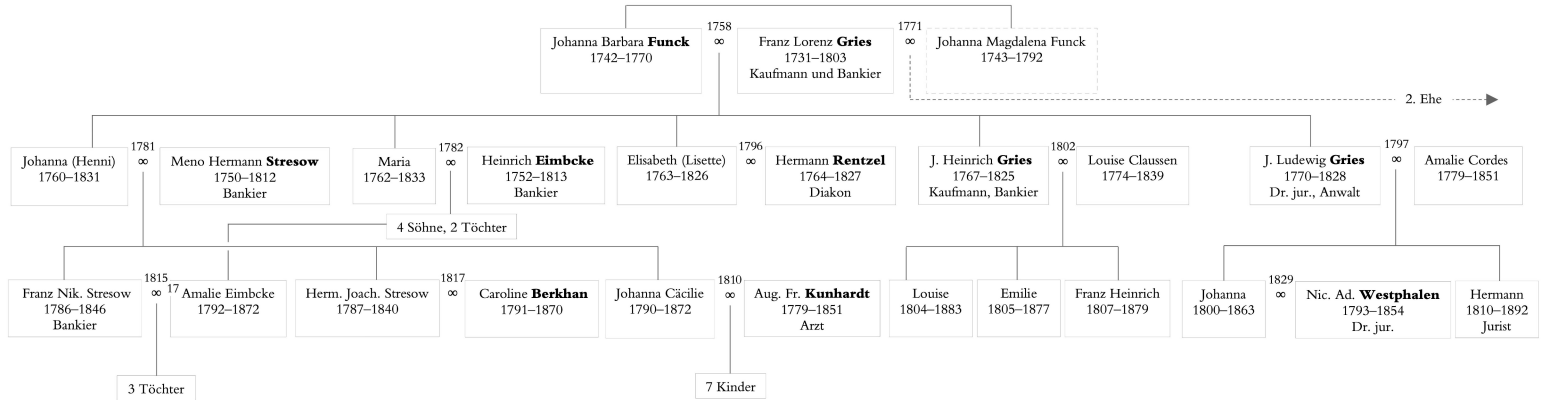 1758
1771
Johanna Barbara Funck
1742–1770
∞
Franz Lorenz Gries
1731–1803
Kaufmann und Bankier
∞
Johanna Magdalena Funck
1743–1792
2. Ehe
Johanna (Henni)
1760–1831
1781
∞
Meno Hermann Stresow
1750–1812
Bankier
Maria
1762–1833
1782
∞
Heinrich Eimbcke
1752–1813
Bankier
Elisabeth (Lisette)
1763–1826
1796
∞
Hermann Rentzel
1764–1827
Diakon
J. Heinrich Gries
1767–1825
Kaufmann, Bankier
1802
∞
Louise Claussen
1774–1839
J. Ludwig Gries
1770–1828
Dr. jur., Anwalt
1797
∞
Amalie Cordes
1779–1851
4 Söhne, 2 Töchter
Franz Nik. Stresow
1786–1846
Bankier
1815
∞
17
Amalie Eimbcke
1792–1872
Herm. Joach. Stresow
1787–1840
1817
∞
Caroline Berkhan
1791–1870
Johanna Cäcilie
1790–1872
1810
∞
Aug. Fr. Kunhardt
1779–1851
Arzt
Louise
1804–1883
Emilie
1805–1877
Franz Heinrich
1807–1879
Johanna
1800–1863
1829
∞
Nic. Ad. Westphalen
1793–1854
Dr. jur.
Hermann
1810–1892
Jurist
3 Töchter
7 Kinder